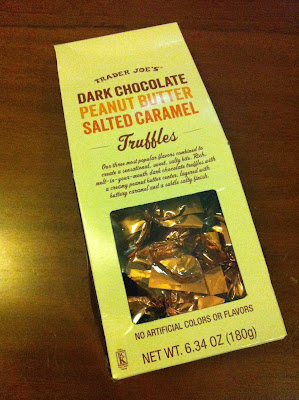 TRADER JOE'S
DARK CHOCOLATE
PEANUT BUTTER
SALTED CARAMEL
Truffles
Our three most popular flavors combined to
create a sensational, sweet, salty bite. Rich,
melt-in-your-mouth dark chocolate truffles with
a creamy peanut butter center, layered with
buttery caramel and a subtle salty finish.
NO ARTIFICIAL COLORS OR FLAVORS
K
NET WT. 6.34 OZ (180g)